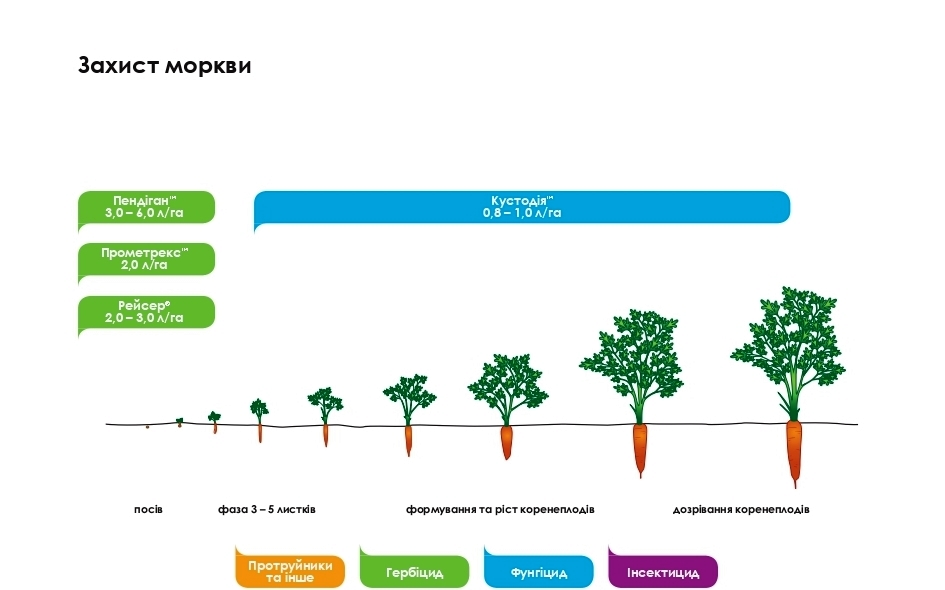 Захист моркви
Пендіган™
3,0 – 6,0 л/га
Кустодія™
0,8 – 1,0 л/га
Прометрекс™
2,0 л/га
Рейсер®
2,0 – 3,0 л/га
посів
фаза 3 – 5 листків
формування та ріст коренеплодів
дозрівання коренеплодів
Протруйники
та інше
Гербіцид
Фунгіцид
Інсектицид